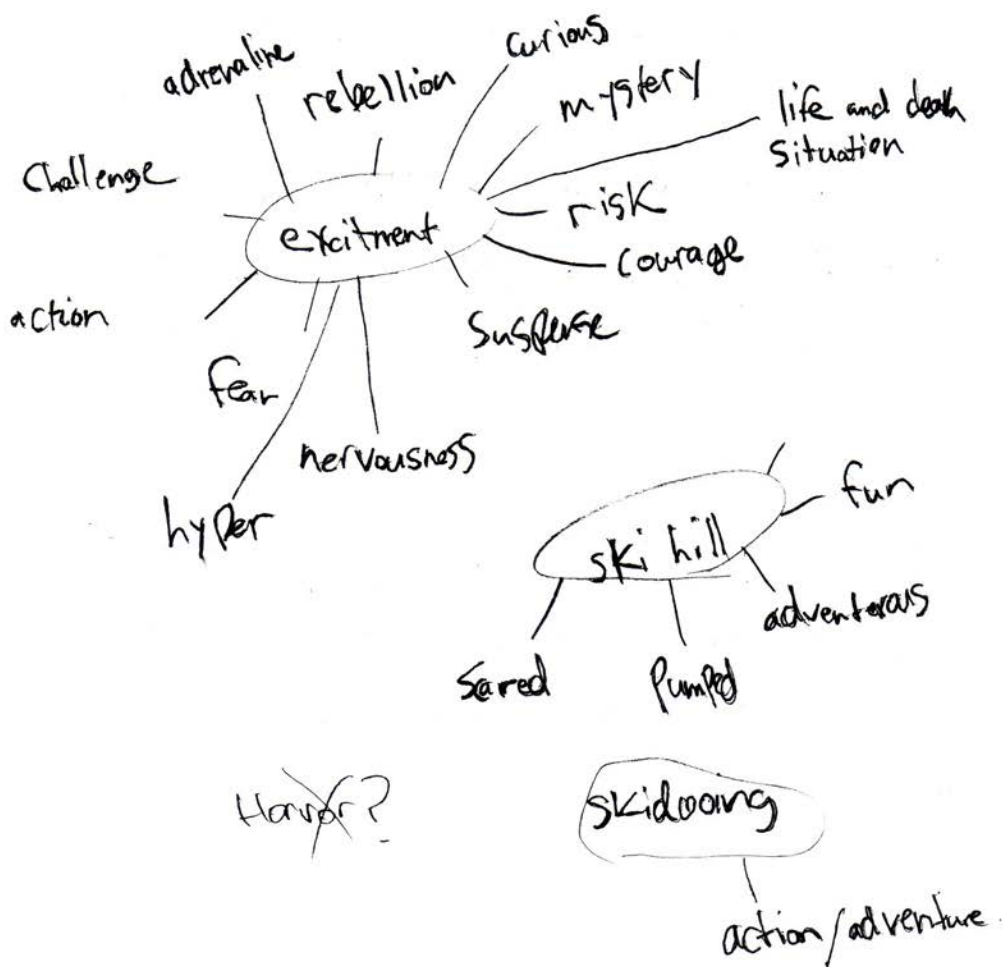 curious
adrenaline
rebellion
mystery
life and death
situation
Challenge
risk
excitment
courage
action
suspense
fear
nervousness
hyper
fun
ski hill
adventerous
Scared
Pumped
Horror?
skidooing
action/adventure